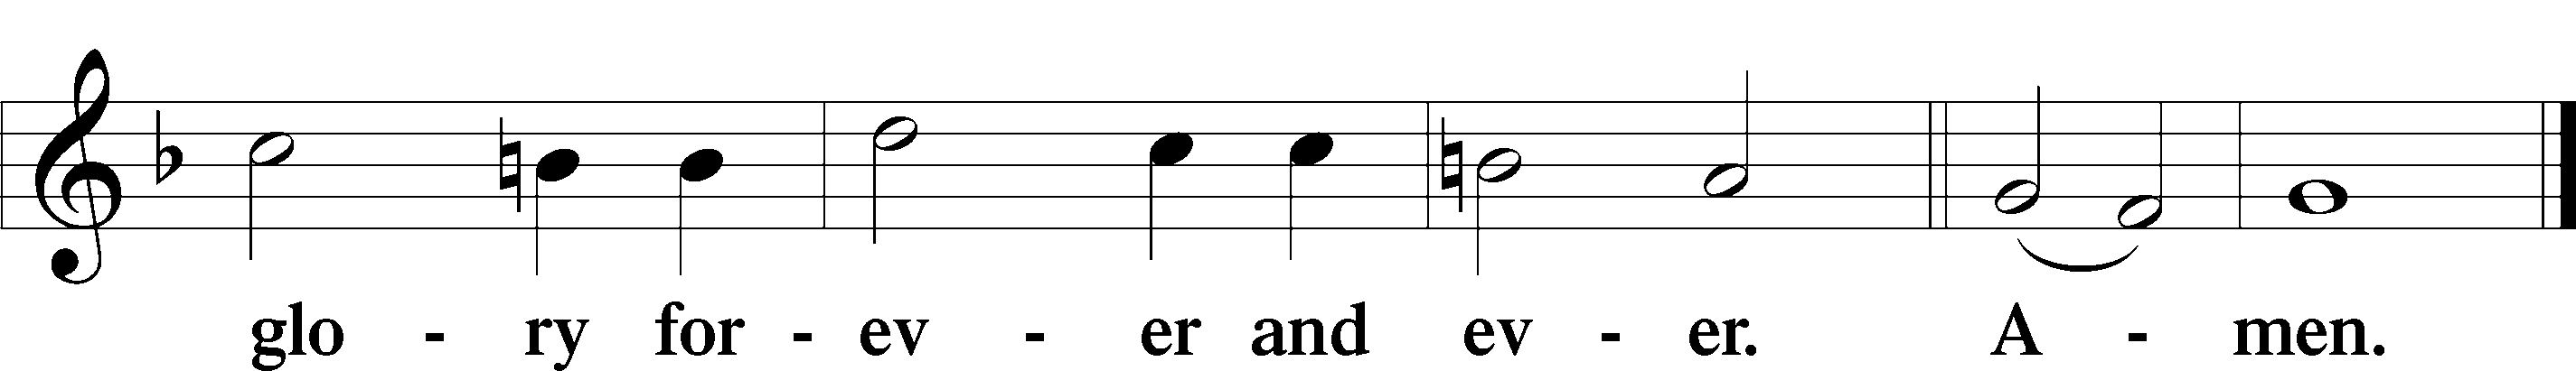 glo - ry for - ev - er and ev - er. A - men.